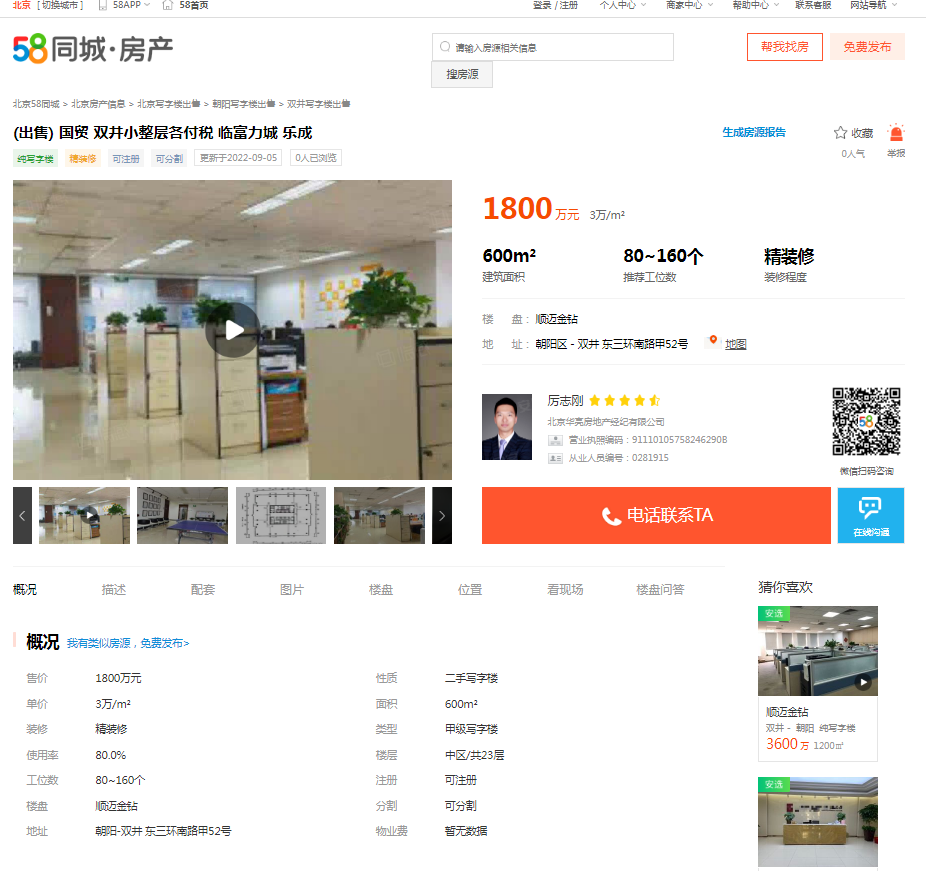 北京 [切换城市] 58APP 58首页 登录 / 注册 个人中心 商家中心 帮助中心 联系客服 网站导航
58同城·房产
请输入房源相关信息
搜房源
帮我找房 免费发布
北京58同城 > 北京房产信息 > 北京写字楼出售 > 朝阳写字楼出售 > 双井写字楼出售
(出售) 国贸 双井小整层各付税 临富力城 乐成
生成房源报告 收藏
纯写字楼 精装修 可注册 可分割 更新于2022-09-05 0人已浏览
0人气 举报
1800万元 3万/m²
600m² 80~160个 精装修
建筑面积 推荐工位数 装修程度
楼 盘: 顺迈金钻
地 址: 朝阳区 - 双井 东三环南路甲52号 地图
厉志刚
北京华亮房地产经纪有限公司
营业执照编码：91110105758246290B
从业人员编号：0281915
58
微信扫码咨询
电话联系TA
在线沟通
概况 描述 配套 图片 楼盘 位置 看现场 楼盘问答
概况 我有类似房源，免费发布>
售价 1800万元 性质 二手写字楼
单价 3万/m² 面积 600m²
装修 精装修 类型 甲级写字楼
使用率 80.0% 楼层 中区/共23层
工位数 80~160个 注册 可注册
楼盘 顺迈金钻 分割 可分割
地址 朝阳-双井 东三环南路甲52号 物业费 暂无数据
猜你喜欢
安选
顺迈金钻
双井 - 朝阳 纯写字楼
3600万 1200㎡
安选